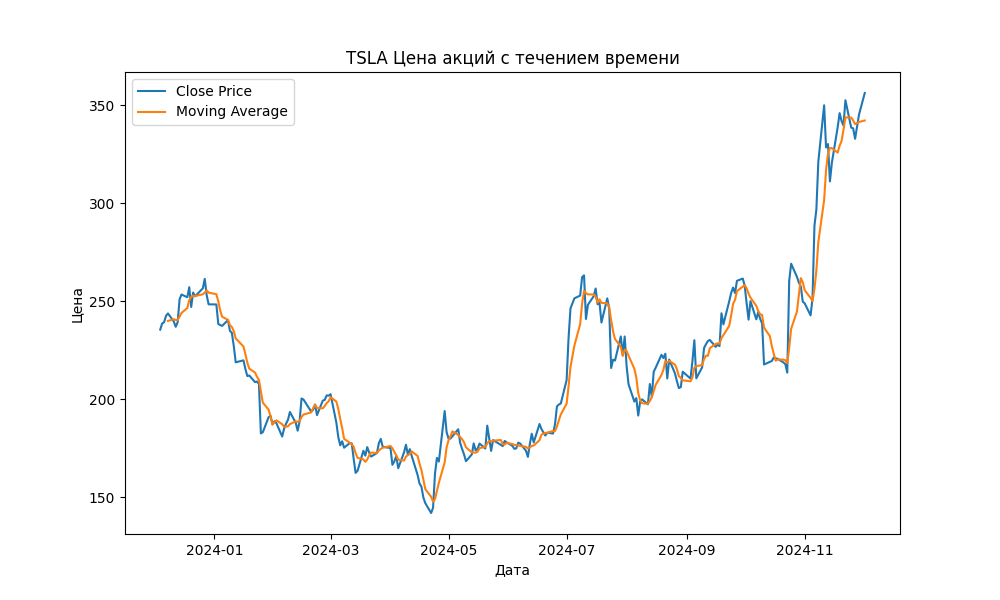 TSLA Цена акций с течением времени
Close Price
Moving Average
350
300
250
200
150
Цена
2024-01
2024-03
2024-05
2024-07
2024-09
2024-11
Дата